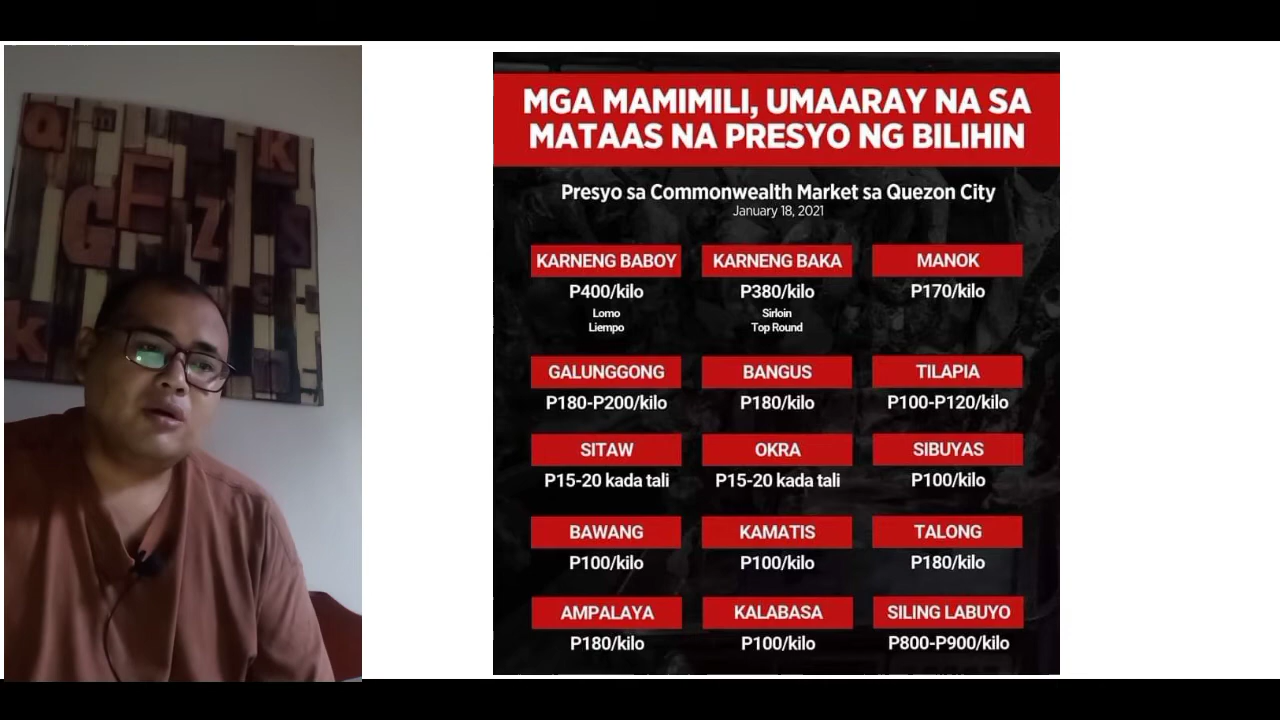 MGA MAMIMILI, UMAARAY NA SA
MATAAS NA PRESYO NG BILIHIN
Presyo sa Commonwealth Market sa Quezon City
January 18, 2021
KARNENG BABOY
P400/kilo
Lomo
Liempo
KARNENG BAKA
P380/kilo
Sirloin
Top Round
MANOK
P170/kilo
GALUNGGONG
P180-P200/kilo
BANGUS
P180/kilo
TILAPIA
P100-P120/kilo
SITAW
P15-20 kada tali
OKRA
P15-20 kada tali
SIBUYAS
P100/kilo
BAWANG
P100/kilo
KAMATIS
P100/kilo
TALONG
P180/kilo
AMPALAYA
P180/kilo
KALABASA
P100/kilo
SILING LABUYO
P800-P900/kilo